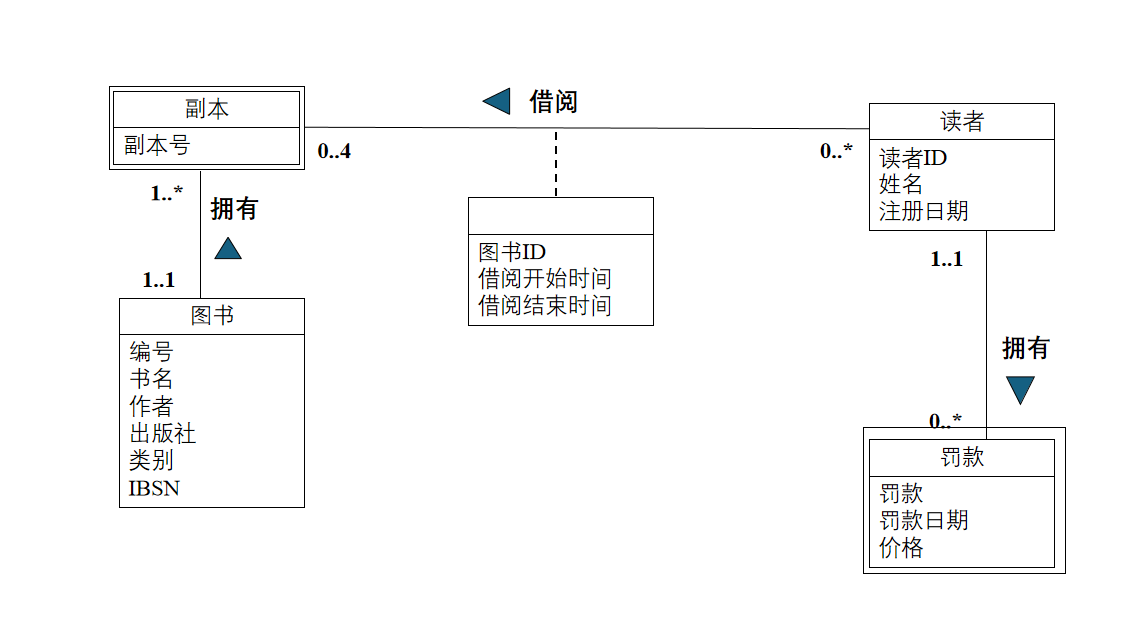 借阅
副本
副本号
0..4
0..*
读者
读者ID
姓名
注册日期
1..*
拥有
1..1
图书
编号
书名
作者
出版社
类别
IBSN
图书ID
借阅开始时间
借阅结束时间
1..1
拥有
0..*
罚款
罚款
罚款日期
价格